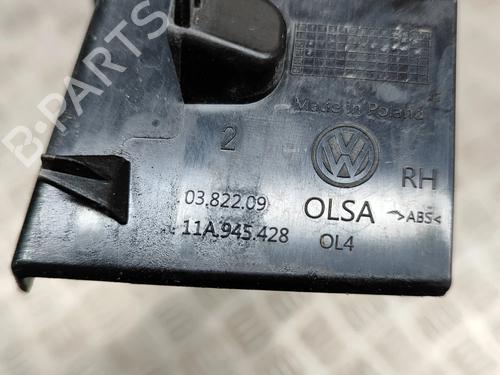 B-PARTS
Made in Poland
2
RH
03.822.09
OLSA
>ABS<
11A.945.428
OL4